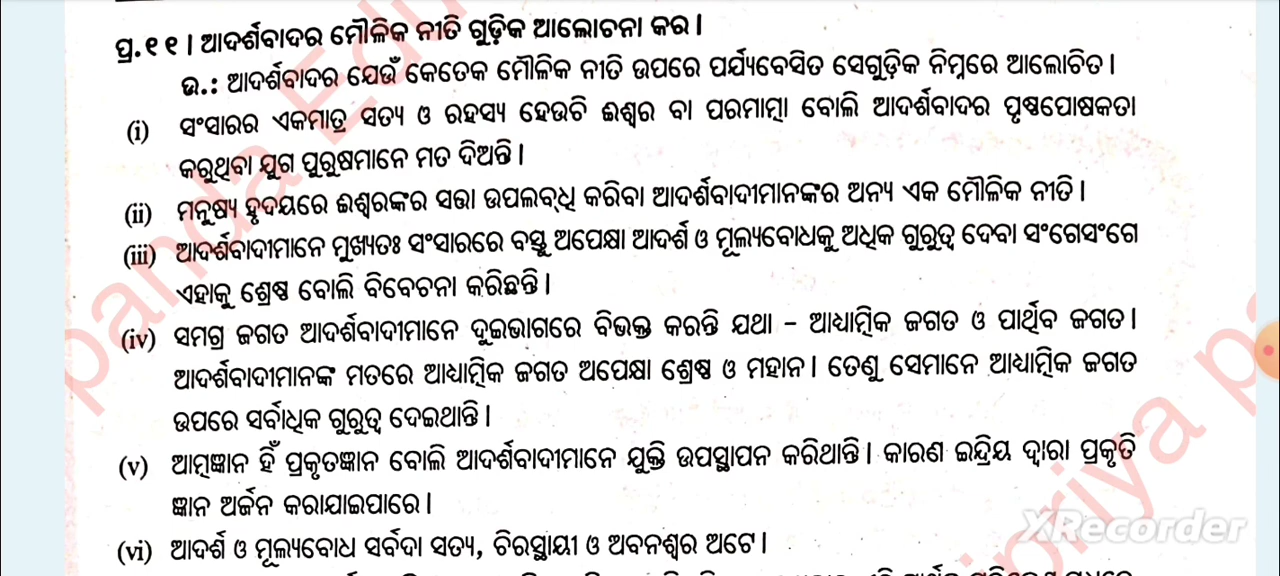 ପ୍ର.୧୧। ଆଦର୍ଶବାଦର ମୌଳିକ ନୀତି ଗୁଡ଼ିକ ଆଲୋଚନା କର।
ଉ.: ଆଦର୍ଶବାଦର ଯେଉଁ କେତେକ ମୌଳିକ ନୀତି ଉପରେ ପର୍ଯ୍ୟବେସିତ ସେଗୁଡ଼ିକ ନିମ୍ନରେ ଆଲୋଚିତ।
(i) ସଂସାରର ଏକମାତ୍ର ସତ୍ୟ ଓ ରହସ୍ୟ ହେଉଚି ଈଶ୍ୱର ବା ପରମାତ୍ମା ବୋଲି ଆଦର୍ଶବାଦର ପୃଷ୍ଠପୋଷକତା
କରୁଥିବା ଯୁଗ ପୁରୁଷମାନେ ମତ ଦିଅନ୍ତି।
(ii) ମନୁଷ୍ୟ ହୃଦୟରେ ଈଶ୍ୱରଙ୍କର ସତ୍ତା ଉପଲବ୍ଧି କରିବା ଆଦର୍ଶବାଦୀମାନଙ୍କର ଅନ୍ୟ ଏକ ମୌଳିକ ନୀତି।
(iii) ଆଦର୍ଶବାଦୀମାନେ ମୁଖ୍ୟତଃ ସଂସାରରେ ବସ୍ତୁ ଅପେକ୍ଷା ଆଦର୍ଶ ଓ ମୂଲ୍ୟବୋଧକୁ ଅଧିକ ଗୁରୁତ୍ୱ ଦେବା ସଂଗେସଂଗେ
ଏହାକୁ ଶ୍ରେଷ୍ଠ ବୋଲି ବିବେଚନା କରିଛନ୍ତି।
(iv) ସମଗ୍ର ଜଗତ ଆଦର୍ଶବାଦୀମାନେ ଦୁଇଭାଗରେ ବିଭକ୍ତ କରନ୍ତି ଯଥା – ଆଧ୍ୟାତ୍ମିକ ଜଗତ ଓ ପାର୍ଥିବ ଜଗତ।
ଆଦର୍ଶବାଦୀମାନଙ୍କ ମତରେ ଆଧ୍ୟାତ୍ମିକ ଜଗତ ଅପେକ୍ଷା ଶ୍ରେଷ୍ଠ ଓ ମହାନ। ତେଣୁ ସେମାନେ ଆଧ୍ୟାତ୍ମିକ ଜଗତ
ଉପରେ ସର୍ବାଧିକ ଗୁରୁତ୍ୱ ଦେଇଥାନ୍ତି।
(v) ଆତ୍ମଜ୍ଞାନ ହିଁ ପ୍ରକୃତଜ୍ଞାନ ବୋଲି ଆଦର୍ଶବାଦୀମାନେ ଯୁକ୍ତି ଉପସ୍ଥାପନ କରିଥାନ୍ତି। କାରଣ ଇନ୍ଦ୍ରିୟ ଦ୍ୱାରା ପ୍ରକୃତି
ଜ୍ଞାନ ଅର୍ଜନ କରାଯାଇପାରେ।
(vi) ଆଦର୍ଶ ଓ ମୂଲ୍ୟବୋଧ ସର୍ବଦା ସତ୍ୟ, ଚିରସ୍ଥାୟୀ ଓ ଅବନଶ୍ୱର ଅଟେ।
XRecorder